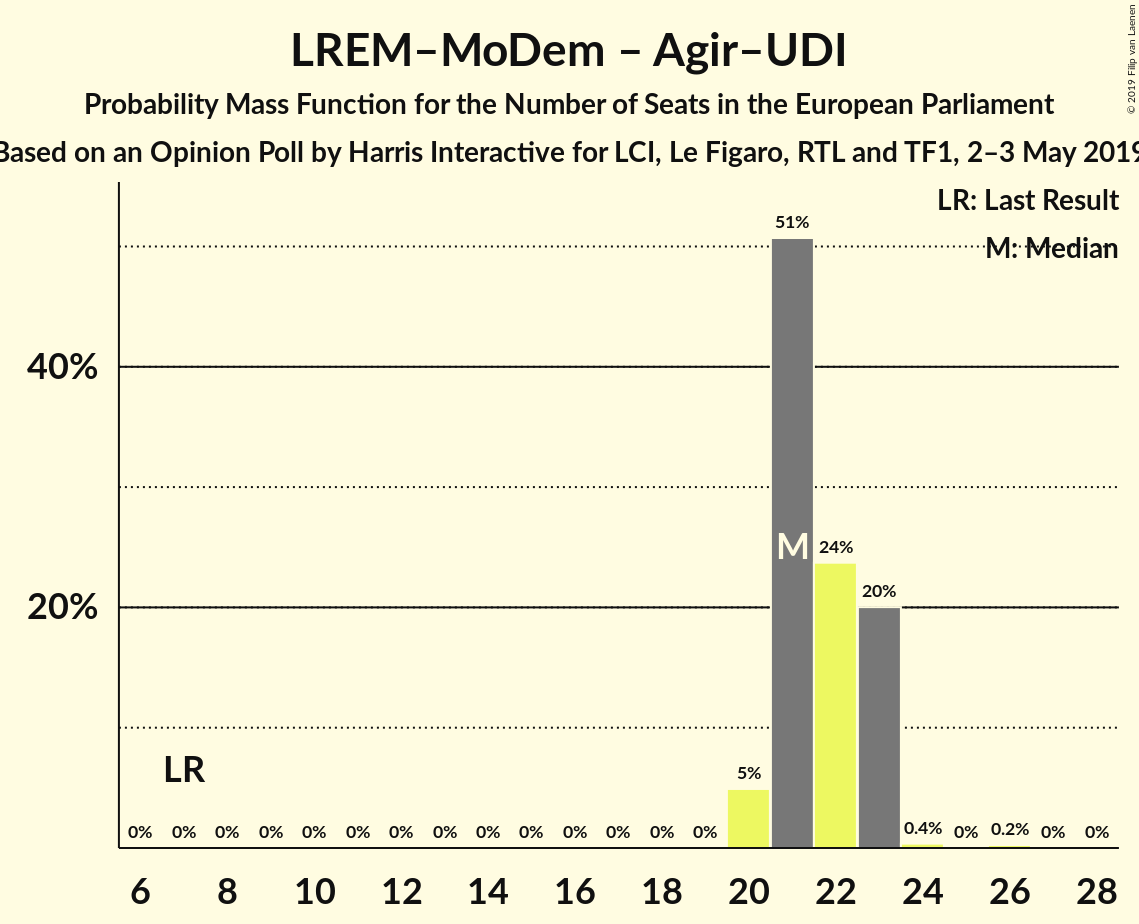 LREM–MoDem – Agir–UDI
Probability Mass Function for the Number of Seats in the European Parliament
Based on an Opinion Poll by Harris Interactive for LCI, Le Figaro, RTL and TF1, 2–3 May 2019
© 2019 Filip van Laenen
LR: Last Result
M: Median
51%
40%
M
24%
20%
20%
LR
5%
0% 0% 0% 0% 0% 0% 0% 0% 0% 0% 0% 0% 0% 0% 0.4% 0% 0.2% 0% 0%
6 8 10 12 14 16 18 20 22 24 26 28